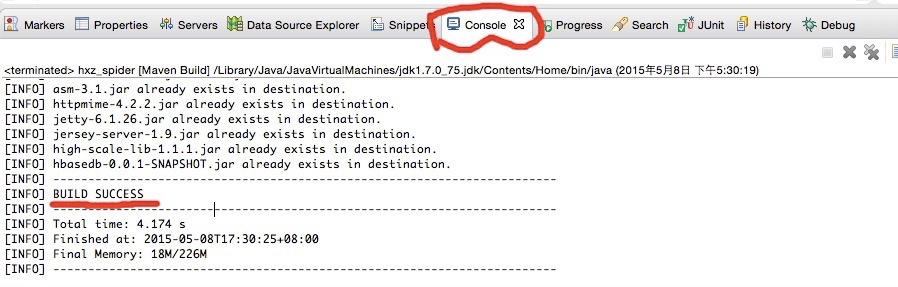 Markers Properties Servers Data Source Explorer Snippets Console Progress Search JUnit History Debug
<terminated> hxz_spider [Maven Build] /Library/Java/JavaVirtualMachines/jdk1.7.0_75.jdk/Contents/Home/bin/java (2015年5月8日 下午5:30:19)
[INFO] asm-3.1.jar already exists in destination.
[INFO] httpmime-4.2.2.jar already exists in destination.
[INFO] jetty-6.1.26.jar already exists in destination.
[INFO] jersey-server-1.9.jar already exists in destination.
[INFO] high-scale-lib-1.1.1.jar already exists in destination.
[INFO] hbasedb-0.0.1-SNAPSHOT.jar already exists in destination.
[INFO] ------------------------------------------------------------------------
[INFO] BUILD SUCCESS
[INFO] ------------------------------------------------------------------------
[INFO] Total time: 4.174 s
[INFO] Finished at: 2015-05-08T17:30:25+08:00
[INFO] Final Memory: 18M/226M
[INFO] ------------------------------------------------------------------------